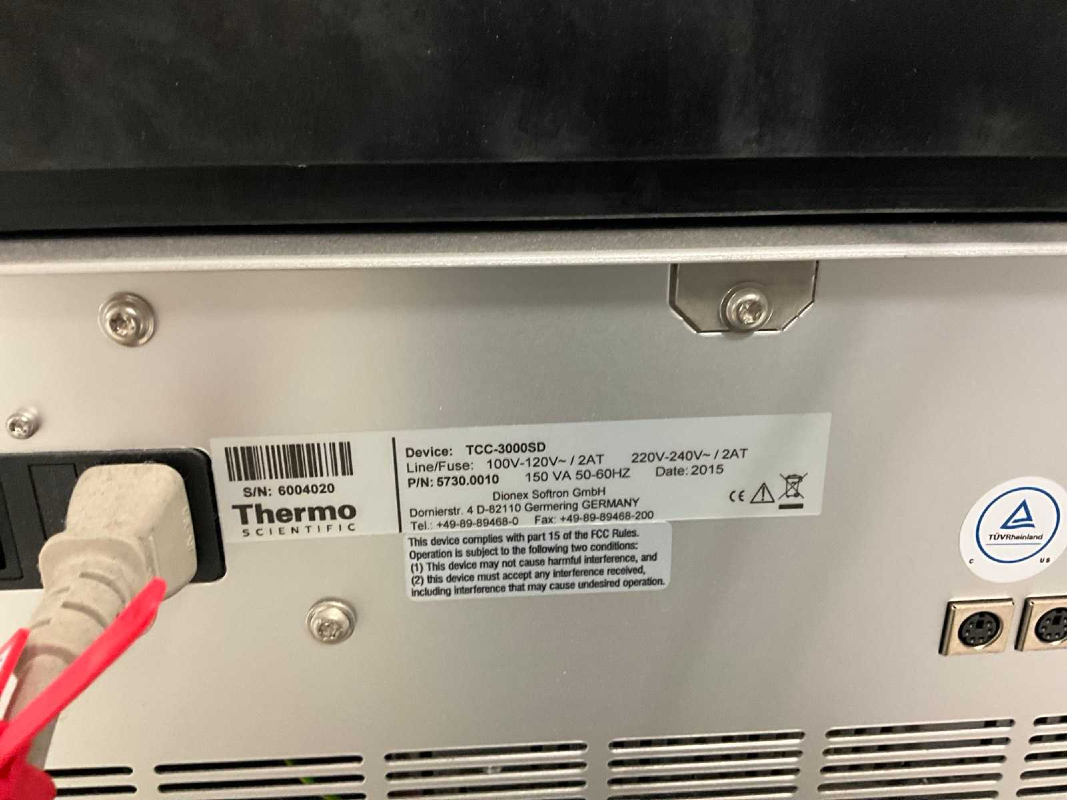 S/N: 6004020
Thermo
SCIENTIFIC
Device: TCC-3000SD
Line/Fuse: 100V-120V~ / 2AT 220V-240V~ / 2AT
P/N: 5730.0010 150 VA 50-60HZ Date: 2015
Dionex Softron GmbH
Dornierstr. 4 D-82110 Germering GERMANY
Tel.: +49-89-89468-0 Fax: +49-89-89468-200
CE
This device complies with part 15 of the FCC Rules.
Operation is subject to the following two conditions:
(1) This device may not cause harmful interference, and
(2) this device must accept any interference received,
including interference that may cause undesired operation.
TÜVRheinland
C US